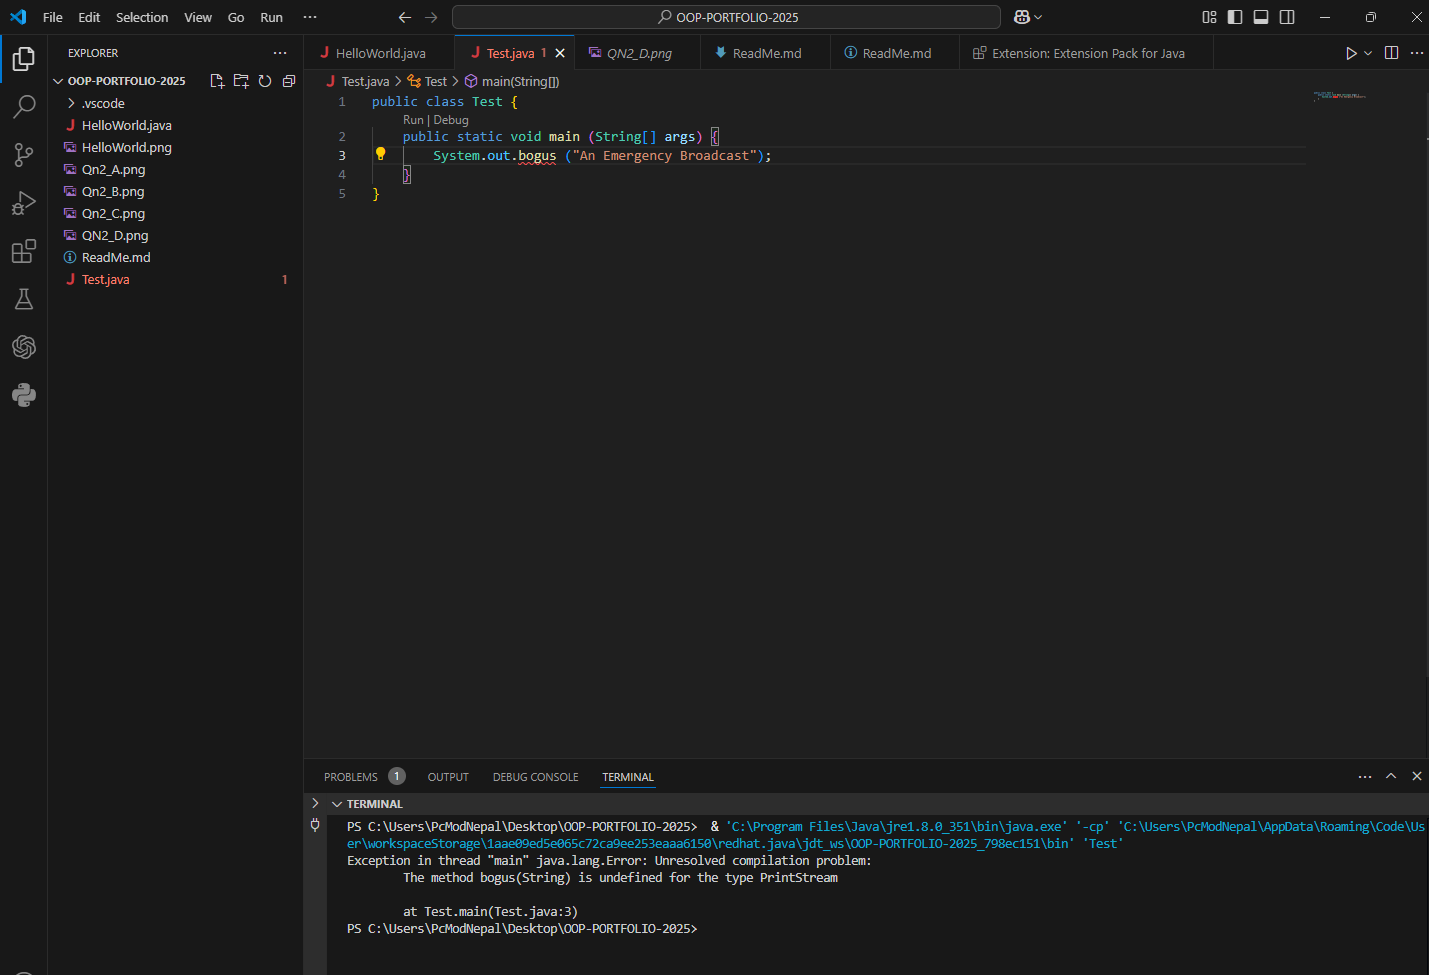 File Edit Selection View Go Run ···
OOP-PORTFOLIO-2025
EXPLORER
OOP-PORTFOLIO-2025
.vscode
HelloWorld.java
HelloWorld.png
Qn2_A.png
Qn2_B.png
Qn2_C.png
QN2_D.png
ReadMe.md
Test.java 1
HelloWorld.java Test.java 1 QN2_D.png ReadMe.md ReadMe.md Extension: Extension Pack for Java
Test.java > Test > main(String[])
1 public class Test {
Run | Debug
2 public static void main (String[] args) {
3 System.out.bogus ("An Emergency Broadcast");
4 }
5 }
PROBLEMS 1 OUTPUT DEBUG CONSOLE TERMINAL
TERMINAL
PS C:\Users\PcModNepal\Desktop\OOP-PORTFOLIO-2025> & 'C:\Program Files\Java\jre1.8.0_351\bin\java.exe' '-cp' 'C:\Users\PcModNepal\AppData\Roaming\Code\Us
er\workspaceStorage\1aae09ed5e065c72ca9ee253eaaa6150\redhat.java\jdt_ws\OOP-PORTFOLIO-2025_798ec151\bin' 'Test'
Exception in thread "main" java.lang.Error: Unresolved compilation problem:
The method bogus(String) is undefined for the type PrintStream
at Test.main(Test.java:3)
PS C:\Users\PcModNepal\Desktop\OOP-PORTFOLIO-2025>